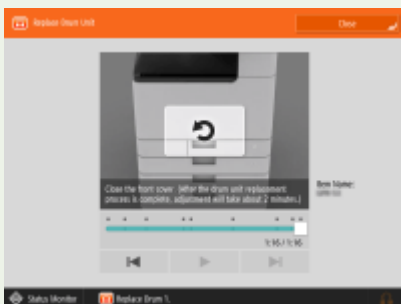 Replace Drum Unit
Close
Close the front cover. (After the drum unit replacement
process is complete, adjustment will take about 2 minutes.)
Item Name:
1:16/1:16
Status Monitor
Replace Drum 1.